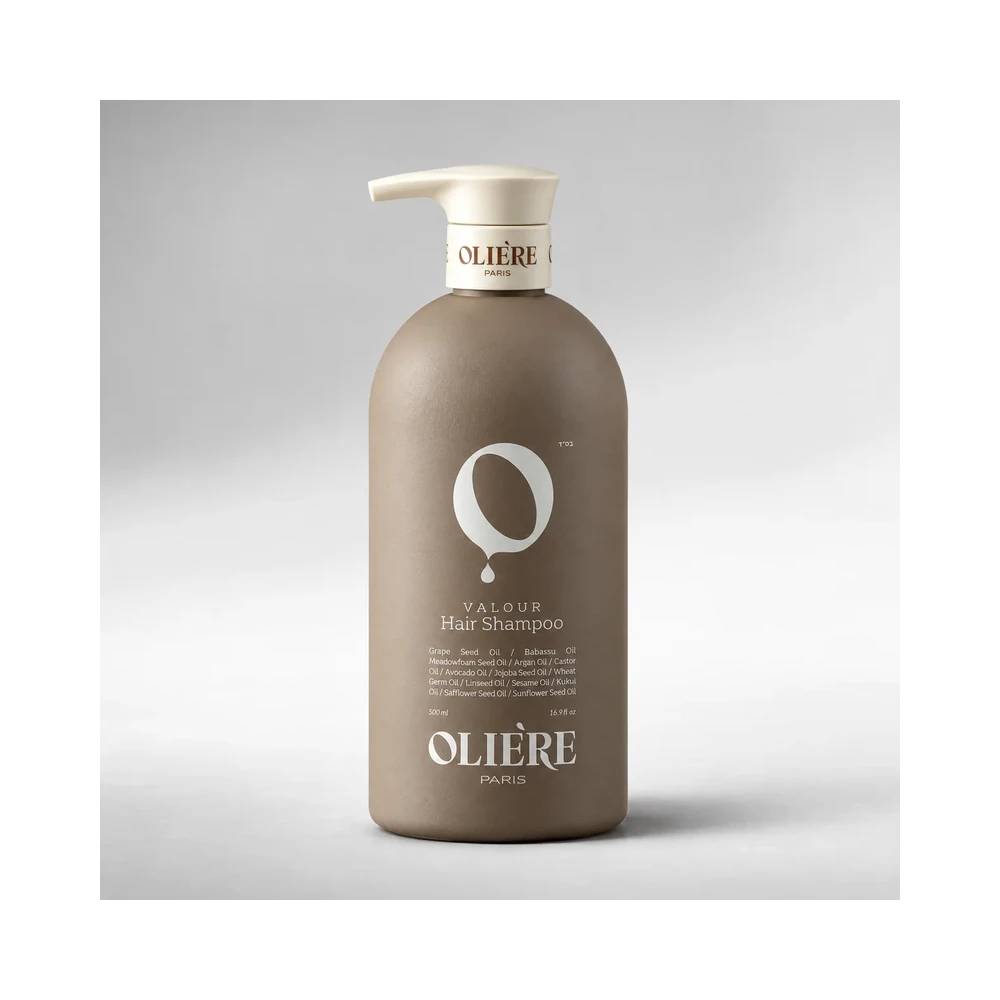 OLIÈRE
PARIS
בס״ד
VALOUR
Hair Shampoo
Grape Seed Oil / Babassu Oil
Meadowfoam Seed Oil / Argan Oil / Castor
Oil / Avocado Oil / Jojoba Seed Oil / Wheat
Germ Oil / Linseed Oil / Sesame Oil / Kukui
Oil / Safflower Seed Oil / Sunflower Seed Oil
500 ml 16.9 fl oz
OLIÈRE
PARIS